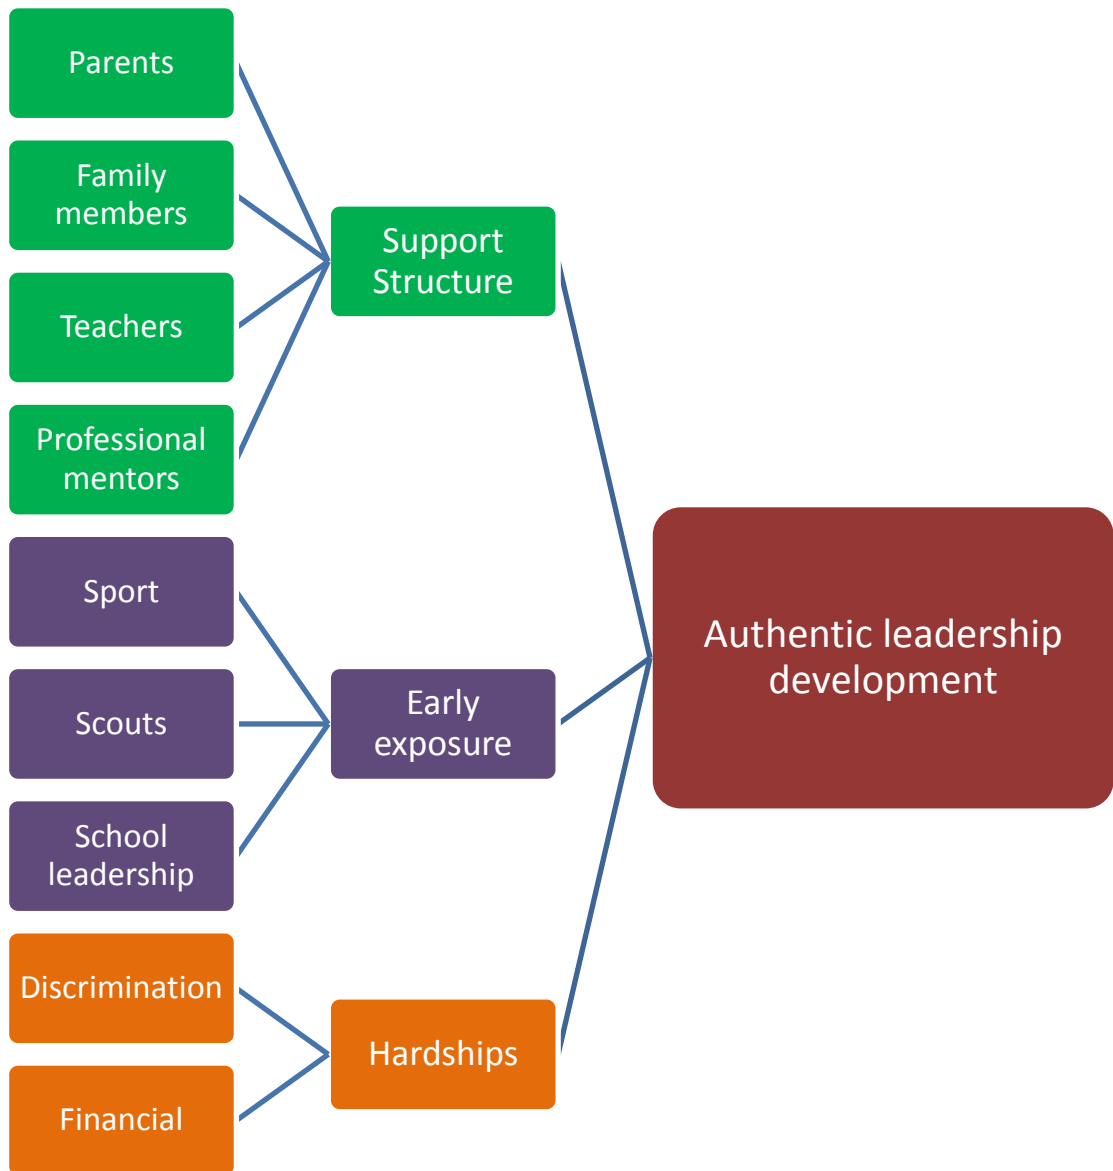 Parents
Family
members
Teachers
Professional
mentors
Support
Structure
Sport
Scouts
School
leadership
Early
exposure
Discrimination
Financial
Hardships
Authentic leadership
development